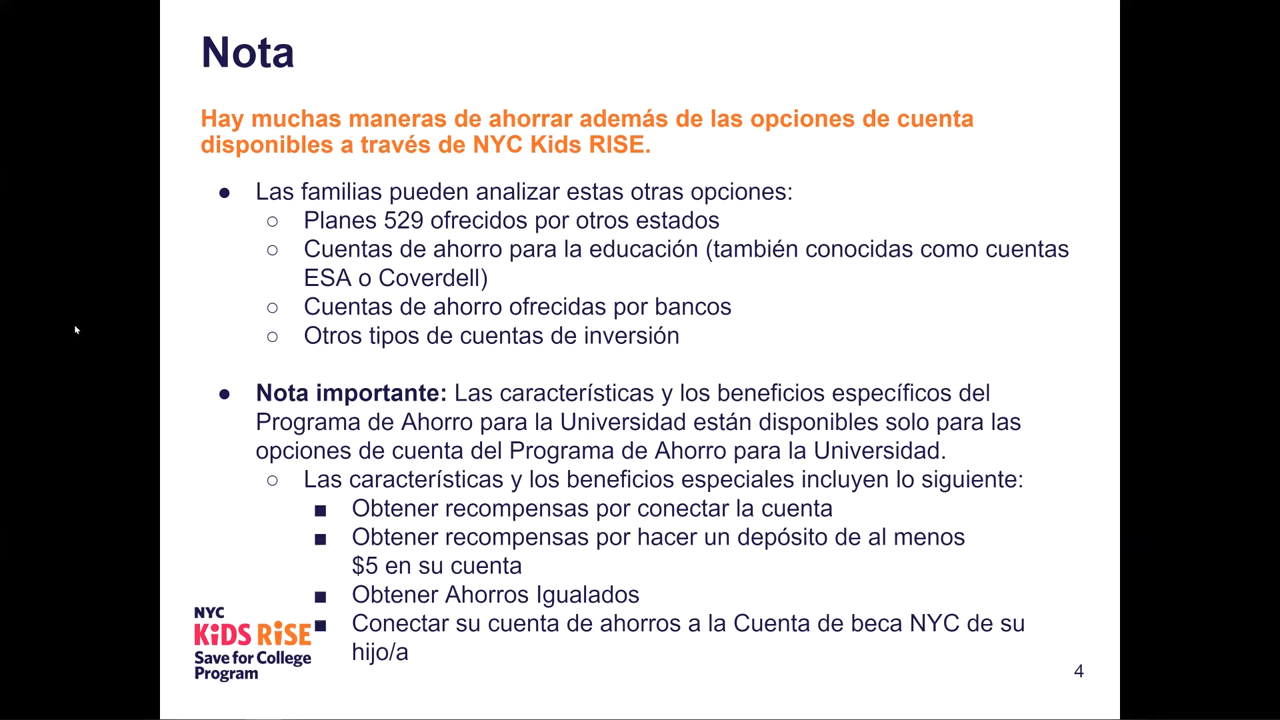 Nota
Hay muchas maneras de ahorrar además de las opciones de cuenta
disponibles a través de NYC Kids RISE.
● Las familias pueden analizar estas otras opciones:
○ Planes 529 ofrecidos por otros estados
○ Cuentas de ahorro para la educación (también conocidas como cuentas
ESA o Coverdell)
○ Cuentas de ahorro ofrecidas por bancos
○ Otros tipos de cuentas de inversión
● Nota importante: Las características y los beneficios específicos del
Programa de Ahorro para la Universidad están disponibles solo para las
opciones de cuenta del Programa de Ahorro para la Universidad.
○ Las características y los beneficios especiales incluyen lo siguiente:
■ Obtener recompensas por conectar la cuenta
■ Obtener recompensas por hacer un depósito de al menos
$5 en su cuenta
■ Obtener Ahorros Igualados
■ Conectar su cuenta de ahorros a la Cuenta de beca NYC de su
hijo/a
NYC
KiDS RiSE
Save for College
Program
4